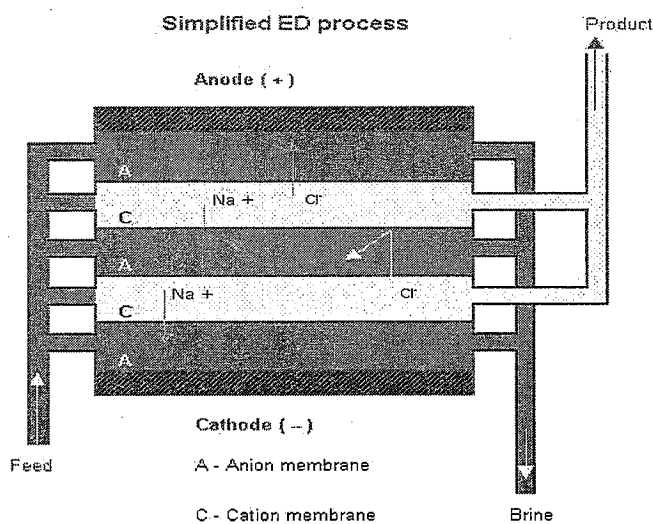 Simplified ED process
Product
Anode (+)
A
Na + Cl-
C
A
Na + Cl-
C
A
Cathode (–)
Feed
A - Anion membrane
C - Cation membrane
Brine